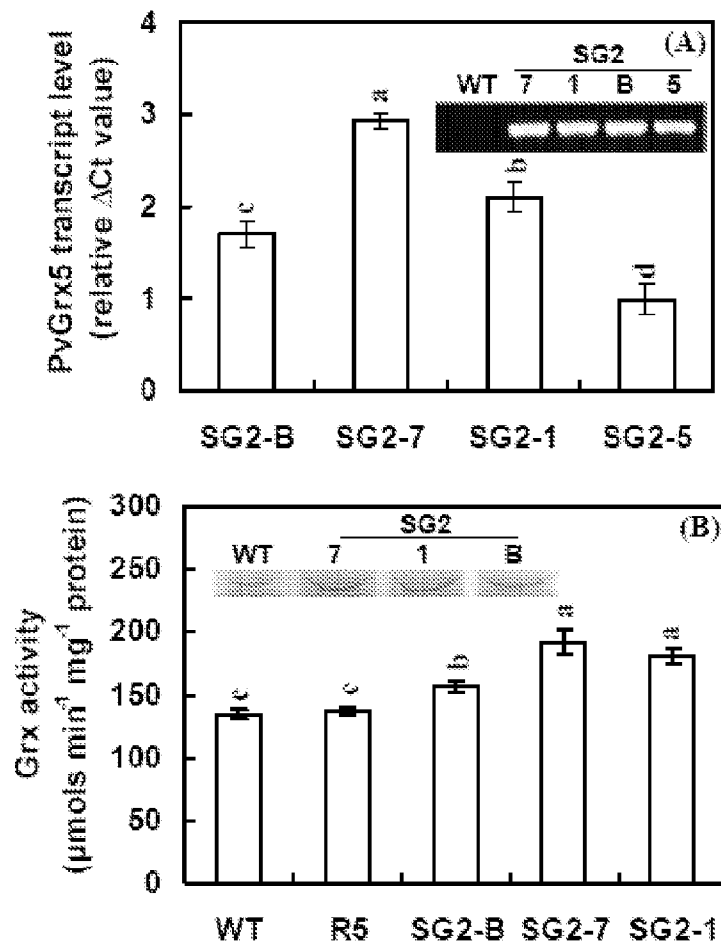 PvGrx5 transcript level
(relative ΔCt value)
4
3
2
1
0
(A)
SG2
WT 7 1 B 5
c
a
b
d
SG2-B SG2-7 SG2-1 SG2-5
Grx activity
(µmols min⁻¹ mg⁻¹ protein)
300
250
200
150
100
50
0
(B)
SG2
WT 7 1 B
c
c
b
a
a
WT R5 SG2-B SG2-7 SG2-1